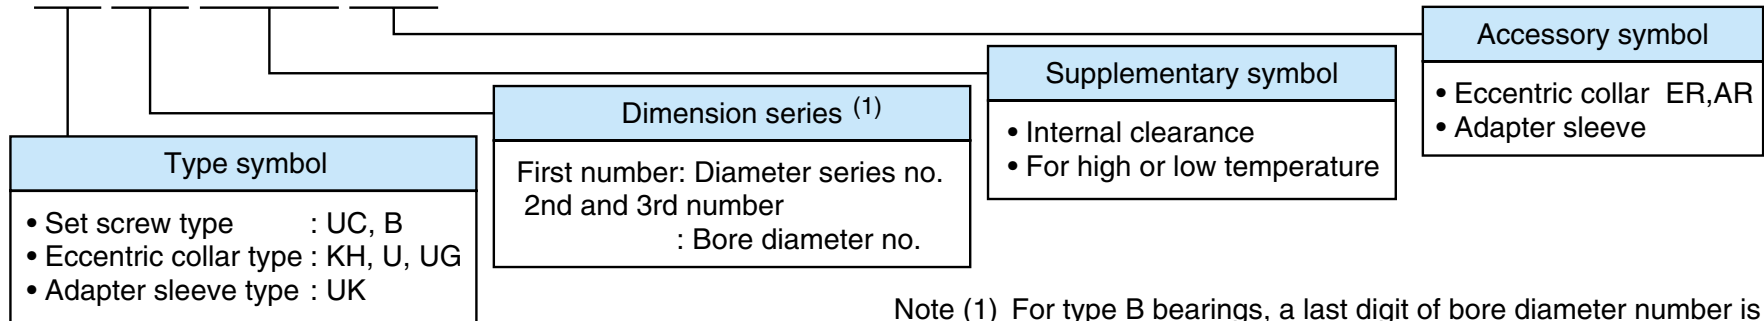 Accessory symbol
• Eccentric collar ER,AR
• Adapter sleeve
Supplementary symbol
• Internal clearance
• For high or low temperature
Dimension series (1)
First number: Diameter series no.
2nd and 3rd number
: Bore diameter no.
Type symbol
• Set screw type : UC, B
• Eccentric collar type : KH, U, UG
• Adapter sleeve type : UK
Note (1) For type B bearings, a last digit of bore diameter number is